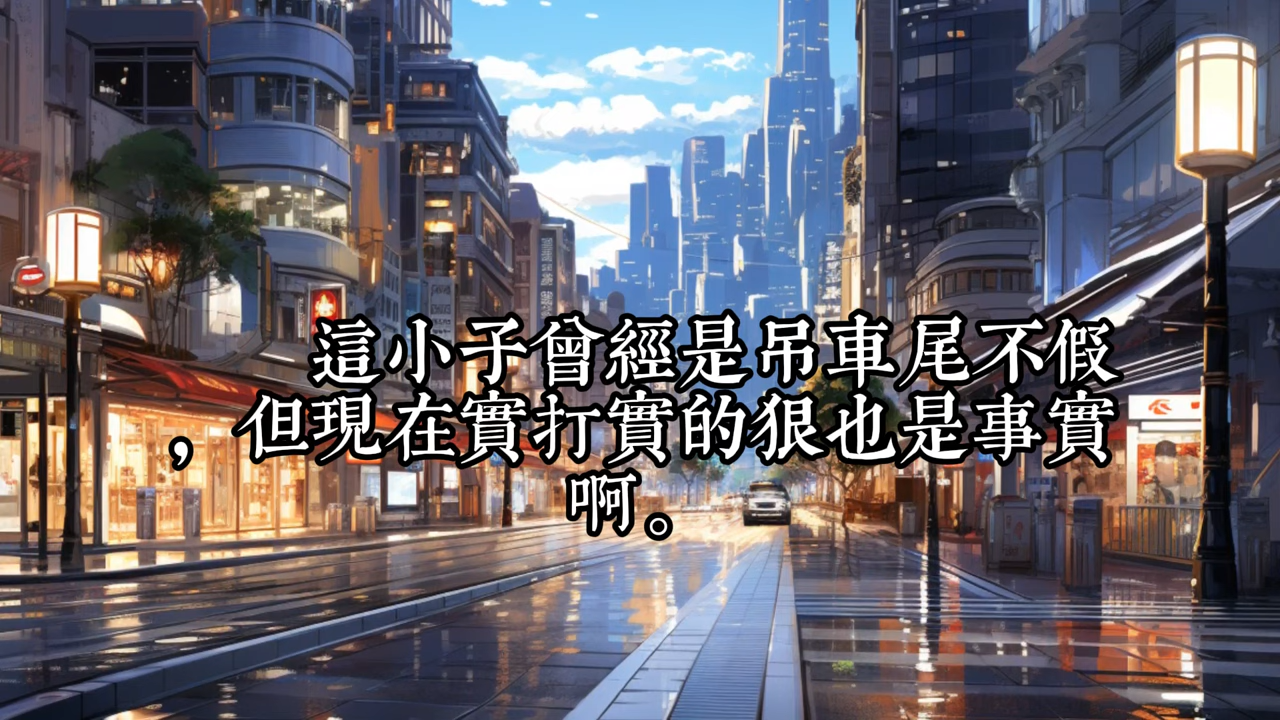 這小子曾經是吊車尾不假
，但現在實打實的狠也是事實
啊。